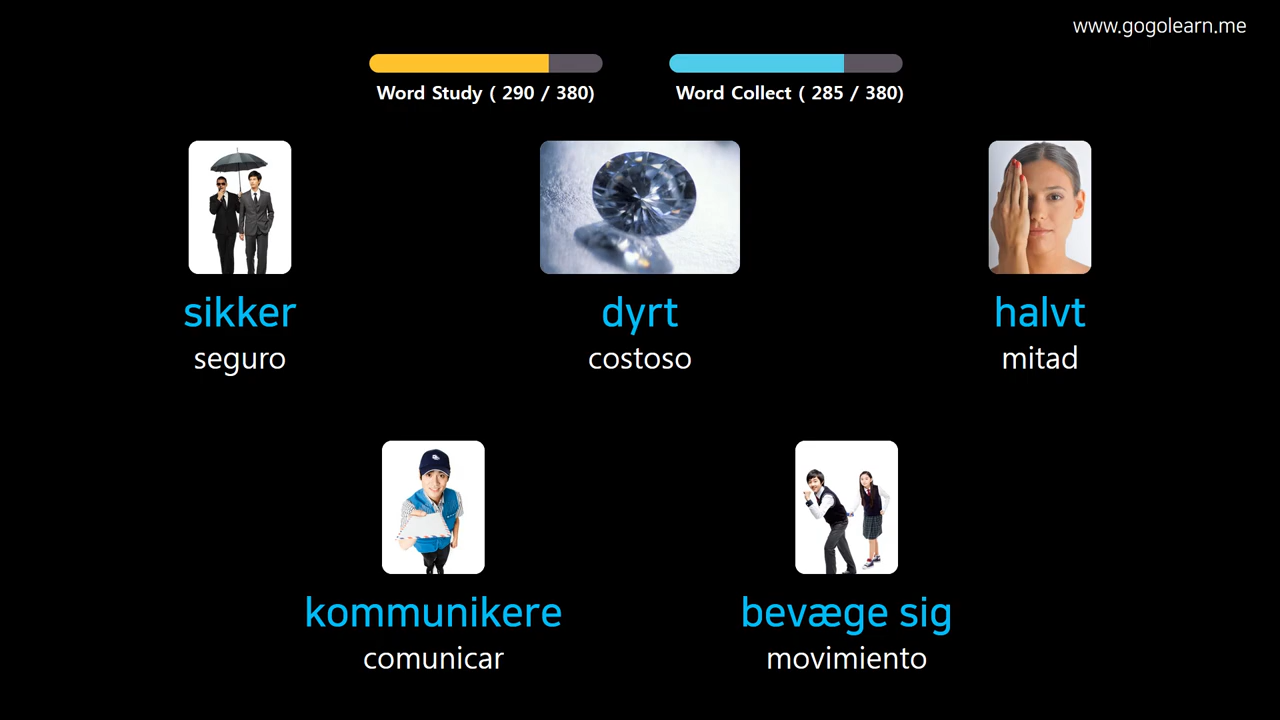 www.gogolearn.me
Word Study ( 290 / 380)
Word Collect ( 285 / 380)
sikker
seguro
dyrt
costoso
halvt
mitad
kommunikere
comunicar
bevæge sig
movimiento